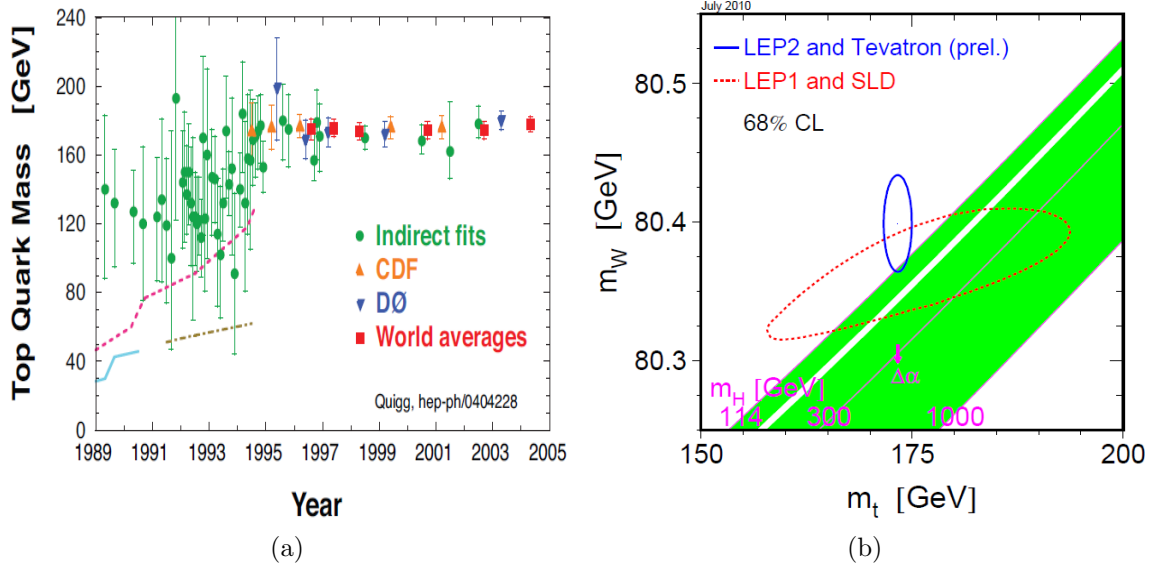 Top Quark Mass [GeV]
240
200
160
120
80
40
0
Indirect fits
CDF
DØ
World averages
Quigg, hep-ph/0404228
1989 1991 1993 1995 1997 1999 2001 2003 2005
Year
(a)
July 2010
LEP2 and Tevatron (prel.)
LEP1 and SLD
68% CL
m_W [GeV]
80.5
80.4
80.3
Δα
m_H [GeV]
114 300 1000
150 175 200
m_t [GeV]
(b)